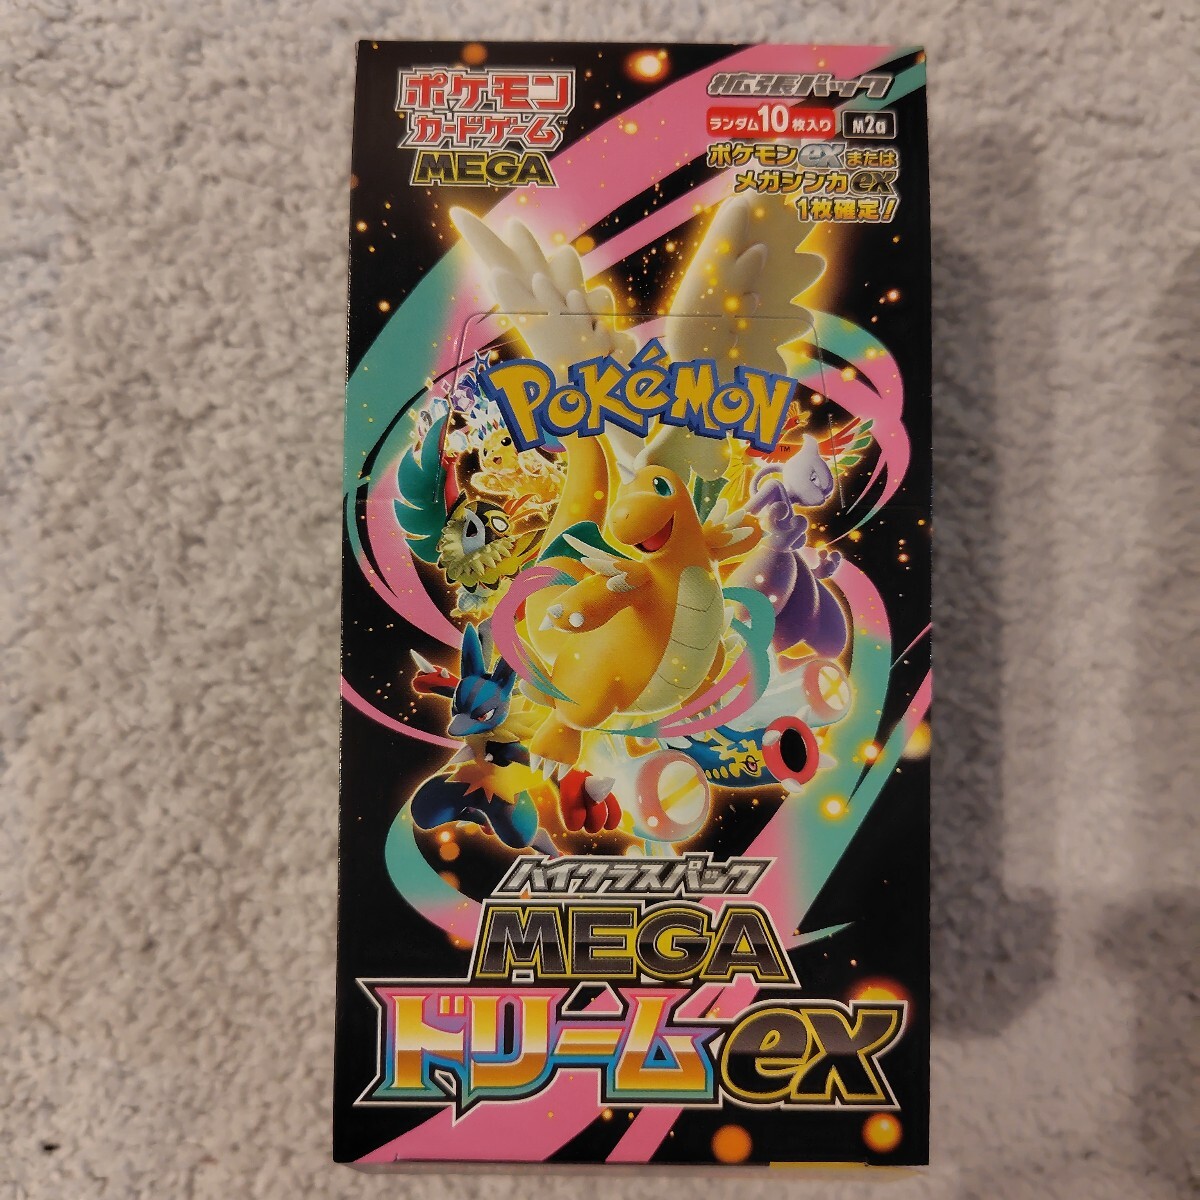 ポケモン
カードゲーム™
MEGA
拡張パック
ランダム10枚入り M2a
ポケモンexまたは
メガシンカex
1枚確定!
POKéMON™
ハイクラスパック
MEGA
ドリームex